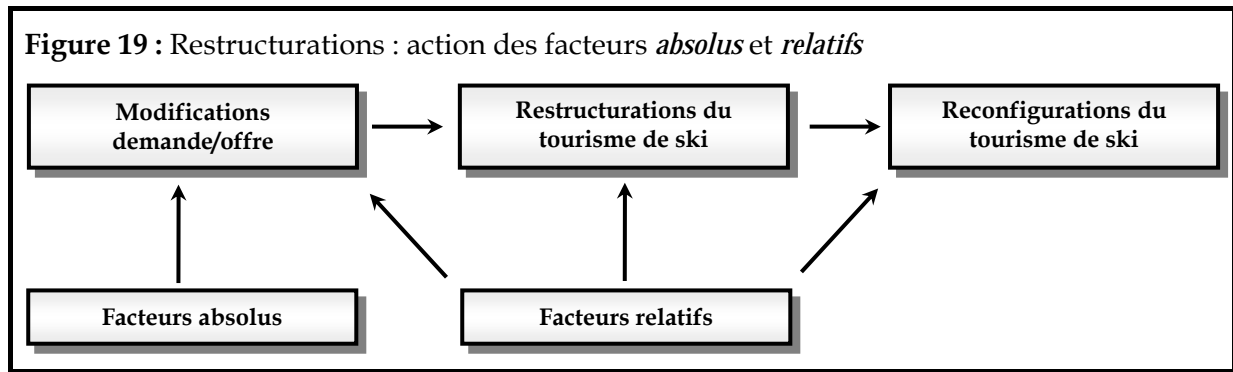 Figure 19 : Restructurations : action des facteurs absolus et relatifs
Modifications
demande/offre
Restructurations du
tourisme de ski
Reconfigurations du
tourisme de ski
Facteurs absolus
Facteurs relatifs